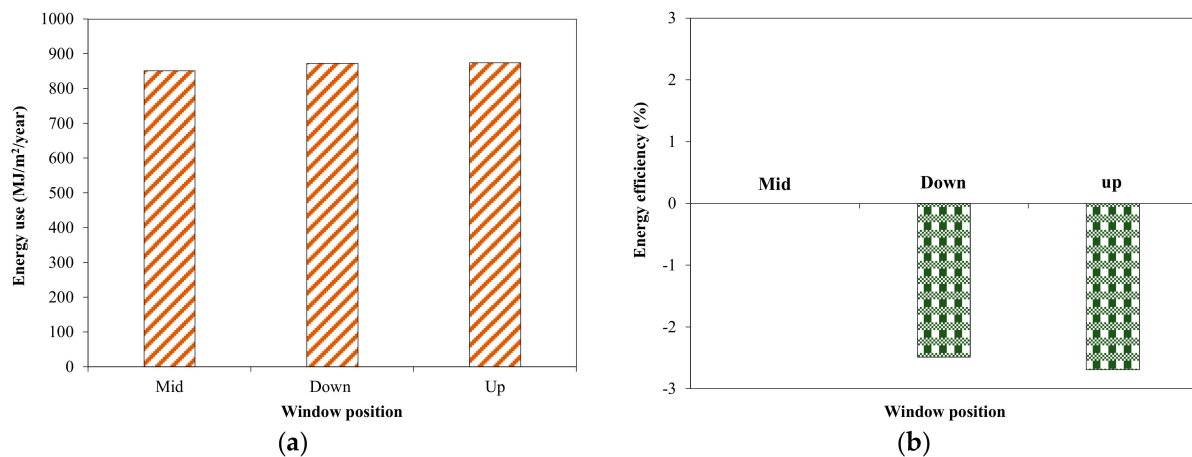 Energy use (MJ/m²/year)
1000
900
800
700
600
500
400
300
200
100
0
Mid Down Up
Window position
(a)
Energy efficiency (%)
3
2
1
0
-1
-2
-3
Mid Down up
Window position
(b)